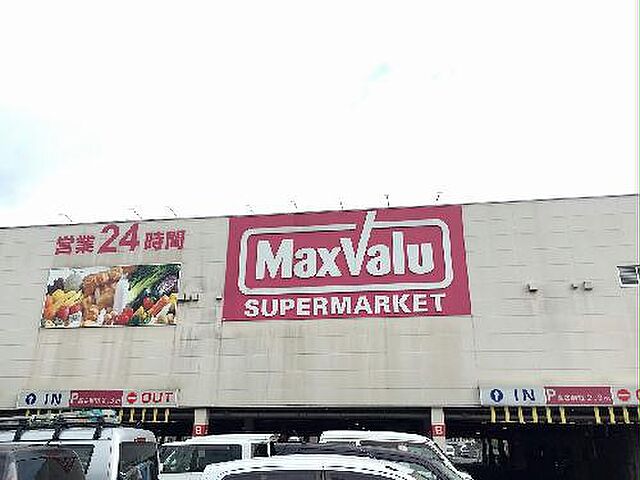 営業24時間
MaxValu
SUPERMARKET
IN
P
OUT
IN
P